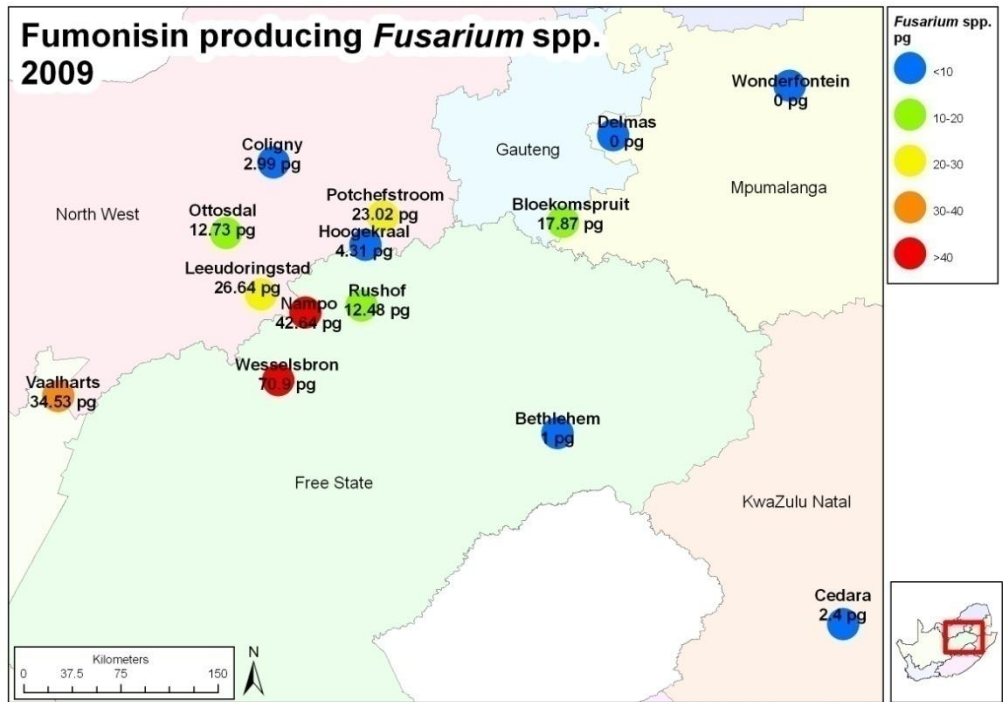 Fumonisin producing Fusarium spp.
2009
Wonderfontein
0 pg
Delmas
0 pg
Coligny
2.99 pg
Gauteng
Mpumalanga
Potchefstroom
23.02 pg
North West
Ottosdal
12.73 pg
Bloekomspruit
17.87 pg
Hoogekraal
4.31 pg
Leeudoringstad
26.64 pg
Nampo
42.64 pg
Rushof
12.48 pg
Wesselsbron
70.9 pg
Vaalharts
34.53 pg
Bethlehem
1 pg
Free State
KwaZulu Natal
Cedara
2.4 pg
Kilometers
0 37.5 75 150
N
Fusarium spp.
pg
<10
10-20
20-30
30-40
>40